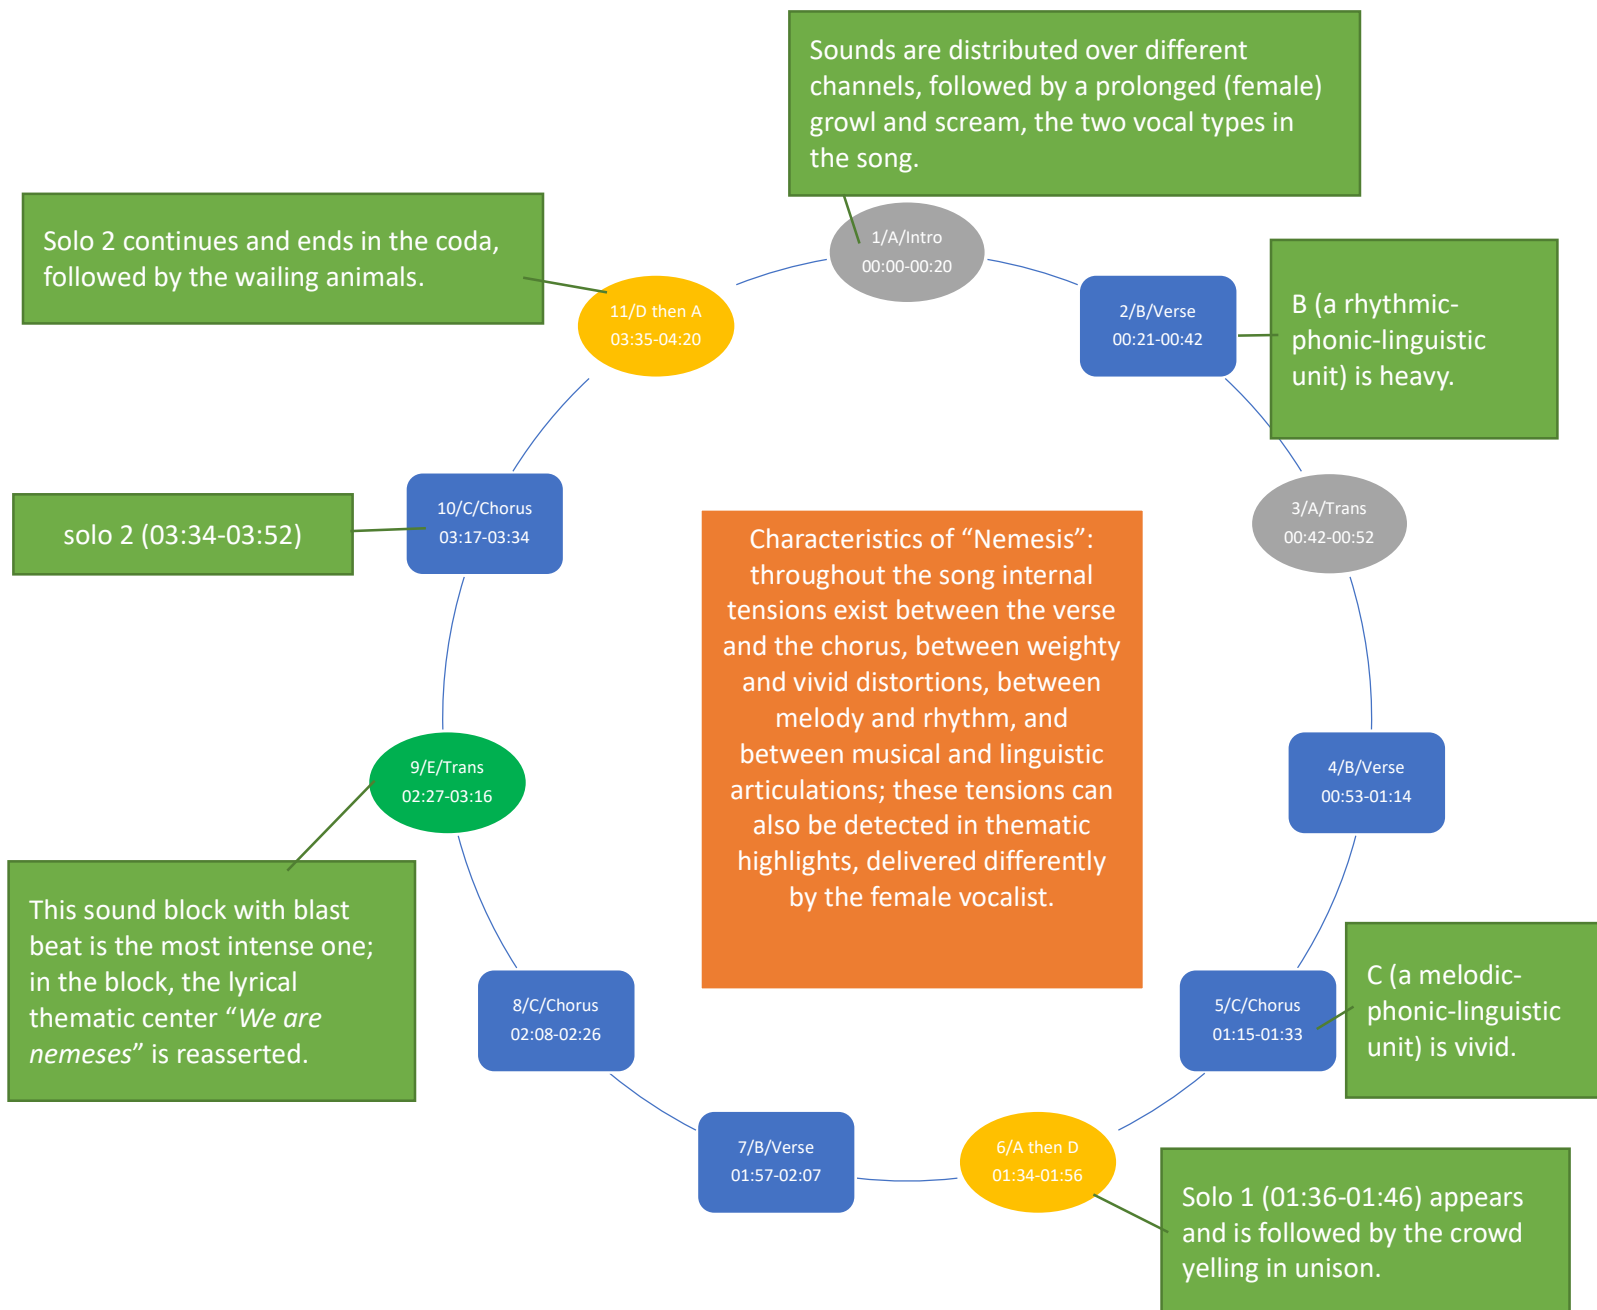 Sounds are distributed over different
channels, followed by a prolonged (female)
growl and scream, the two vocal types in
the song.
1/A/Intro
00:00-00:20
2/B/Verse
00:21-00:42
B (a rhythmic-
phonic-linguistic
unit) is heavy.
3/A/Trans
00:42-00:52
4/B/Verse
00:53-01:14
5/C/Chorus
01:15-01:33
C (a melodic-
phonic-linguistic
unit) is vivid.
6/A then D
01:34-01:56
Solo 1 (01:36-01:46) appears
and is followed by the crowd
yelling in unison.
7/B/Verse
01:57-02:07
8/C/Chorus
02:08-02:26
9/E/Trans
02:27-03:16
This sound block with blast
beat is the most intense one;
in the block, the lyrical
thematic center “We are
nemeses” is reasserted.
10/C/Chorus
03:17-03:34
solo 2 (03:34-03:52)
11/D then A
03:35-04:20
Solo 2 continues and ends in the coda,
followed by the wailing animals.
Characteristics of “Nemesis”:
throughout the song internal
tensions exist between the verse
and the chorus, between weighty
and vivid distortions, between
melody and rhythm, and
between musical and linguistic
articulations; these tensions can
also be detected in thematic
highlights, delivered differently
by the female vocalist.